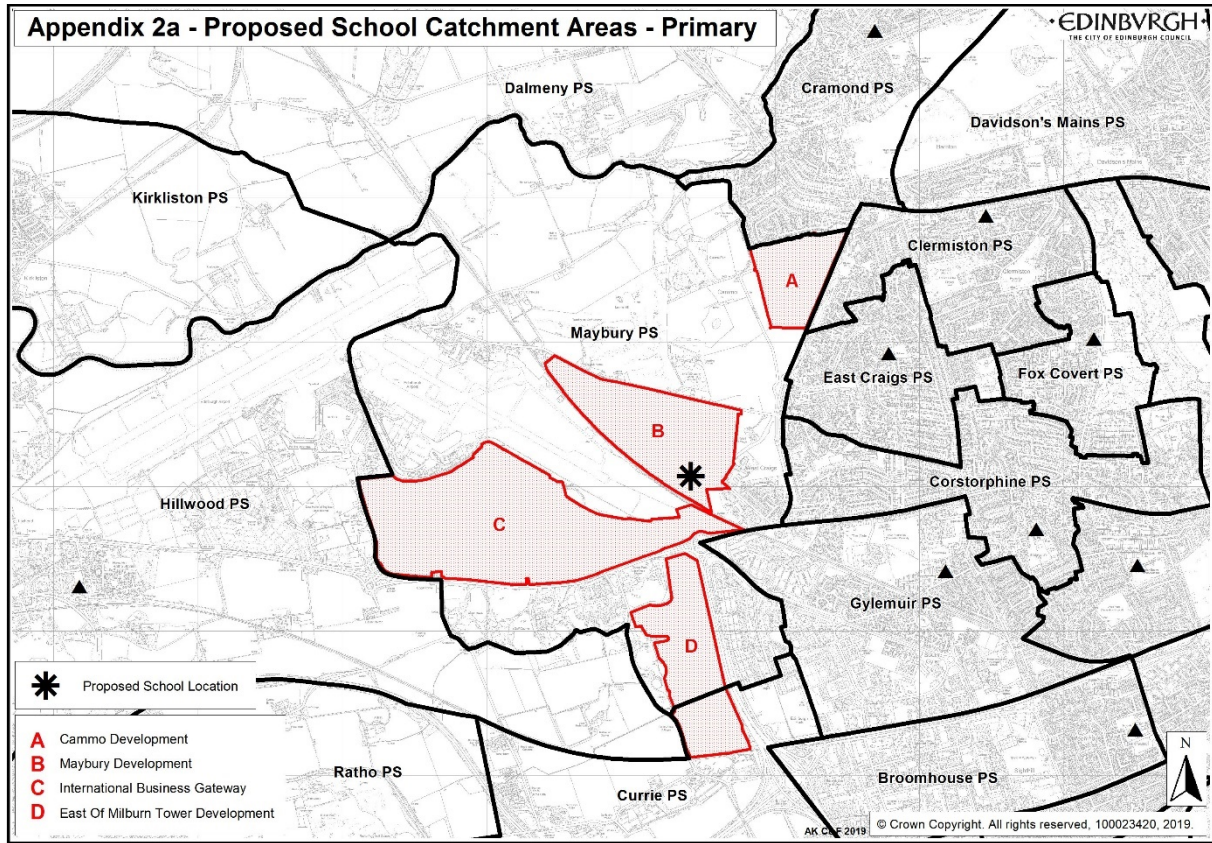 Appendix 2a - Proposed School Catchment Areas - Primary
·EDINBVRGH·
THE CITY OF EDINBURGH COUNCIL
Dalmeny PS
Cramond PS
Davidson's Mains PS
Kirkliston PS
Clermiston PS
A
Maybury PS
East Craigs PS
Fox Covert PS
B
Hillwood PS
Corstorphine PS
C
Gylemuir PS
D
Proposed School Location
A Cammo Development
B Maybury Development
C International Business Gateway
D East Of Milburn Tower Development
Ratho PS
Currie PS
Broomhouse PS
N
AK C&F 2019
© Crown Copyright. All rights reserved, 100023420, 2019.